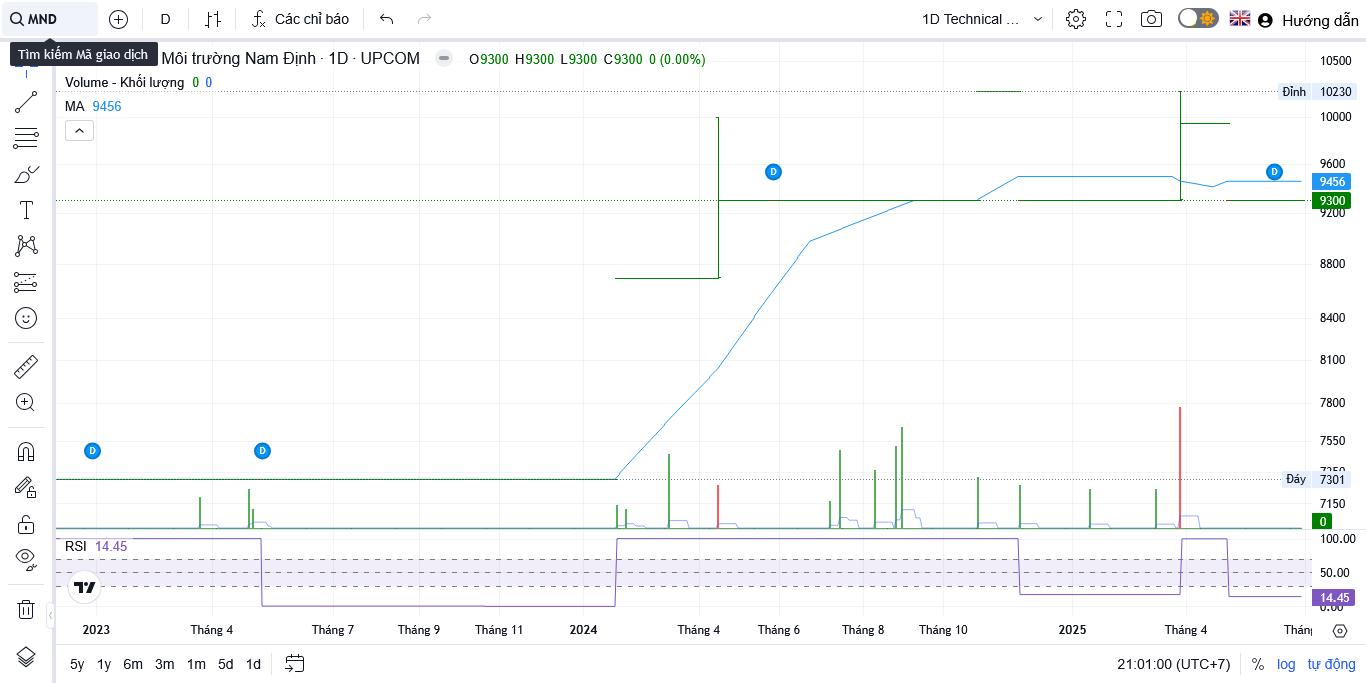 MND
D
Các chỉ báo
1D Technical ...
Hướng dẫn
Tìm kiếm Mã giao dịch
Môi trường Nam Định · 1D · UPCOM
O9300 H9300 L9300 C9300 0 (0.00%)
Volume - Khối lượng 0 0
MA 9456
10500
Đỉnh 10230
10000
9600
9456
9300
9200
8800
8400
8100
7800
7550
Đáy 7301
7150
0
D
D
D
D
RSI 14.45
100.00
50.00
14.45
0.00
2023 Tháng 4 Tháng 7 Tháng 9 Tháng 11 2024 Tháng 4 Tháng 6 Tháng 8 Tháng 10 2025 Tháng 4
5y 1y 6m 3m 1m 5d 1d
21:01:00 (UTC+7) % log tự động